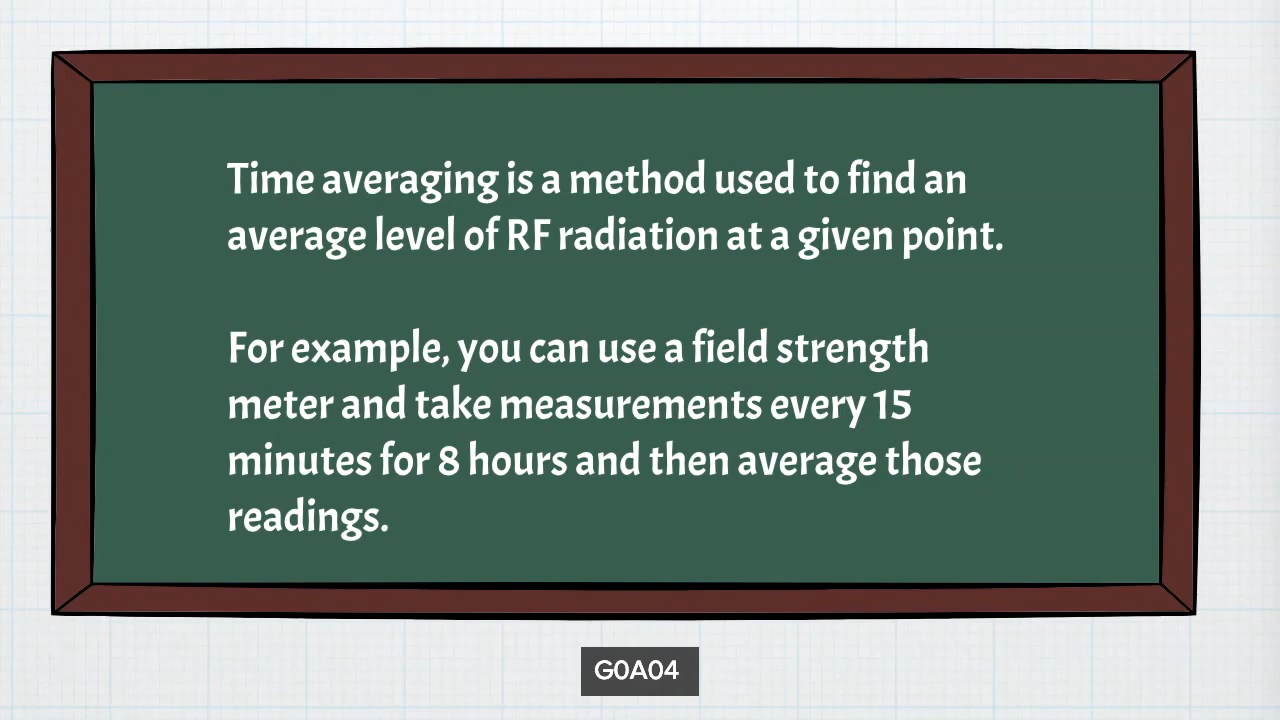 Time averaging is a method used to find an
average level of RF radiation at a given point.
For example, you can use a field strength
meter and take measurements every 15
minutes for 8 hours and then average those
readings.
G0A04